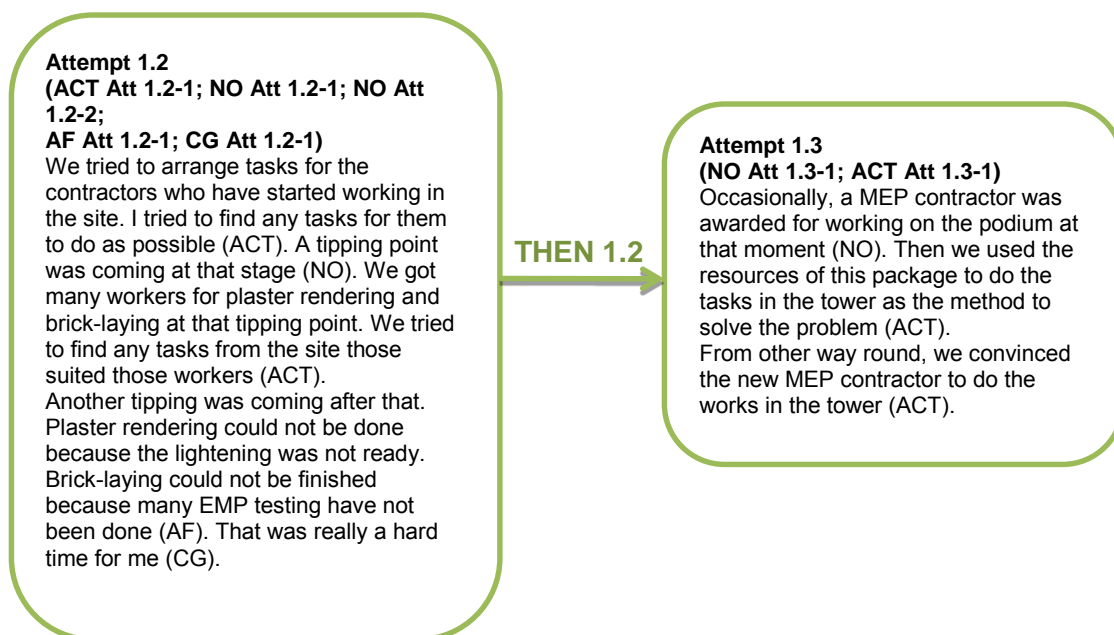 Attempt 1.2
(ACT Att 1.2-1; NO Att 1.2-1; NO Att
1.2-2;
AF Att 1.2-1; CG Att 1.2-1)
We tried to arrange tasks for the
contractors who have started working in
the site. I tried to find any tasks for them
to do as possible (ACT). A tipping point
was coming at that stage (NO). We got
many workers for plaster rendering and
brick-laying at that tipping point. We tried
to find any tasks from the site those
suited those workers (ACT).
Another tipping was coming after that.
Plaster rendering could not be done
because the lightening was not ready.
Brick-laying could not be finished
because many EMP testing have not
been done (AF). That was really a hard
time for me (CG).
THEN 1.2
Attempt 1.3
(NO Att 1.3-1; ACT Att 1.3-1)
Occasionally, a MEP contractor was
awarded for working on the podium at
that moment (NO). Then we used the
resources of this package to do the
tasks in the tower as the method to
solve the problem (ACT).
From other way round, we convinced
the new MEP contractor to do the
works in the tower (ACT).